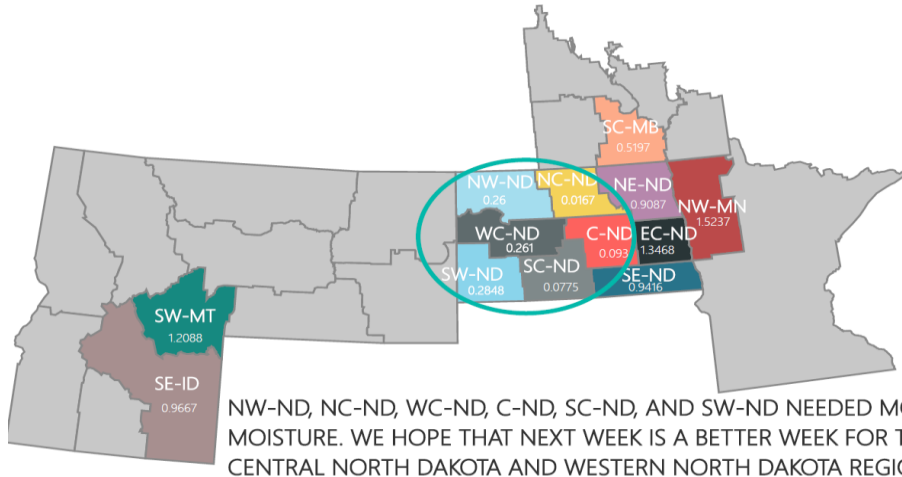 SC-MB
0.5197
NW-ND
0.26
NC-ND
0.0167
NE-ND
0.9087
NW-MN
1.5237
WC-ND
0.261
C-ND
0.093
EC-ND
1.3468
SW-ND
0.2848
SC-ND
0.0775
SE-ND
0.9416
SW-MT
1.2088
SE-ID
0.9667
NW-ND, NC-ND, WC-ND, C-ND, SC-ND, AND SW-ND NEEDED
MOISTURE. WE HOPE THAT NEXT WEEK IS A BETTER WEEK FOR
CENTRAL NORTH DAKOTA AND WESTERN NORTH DAKOTA